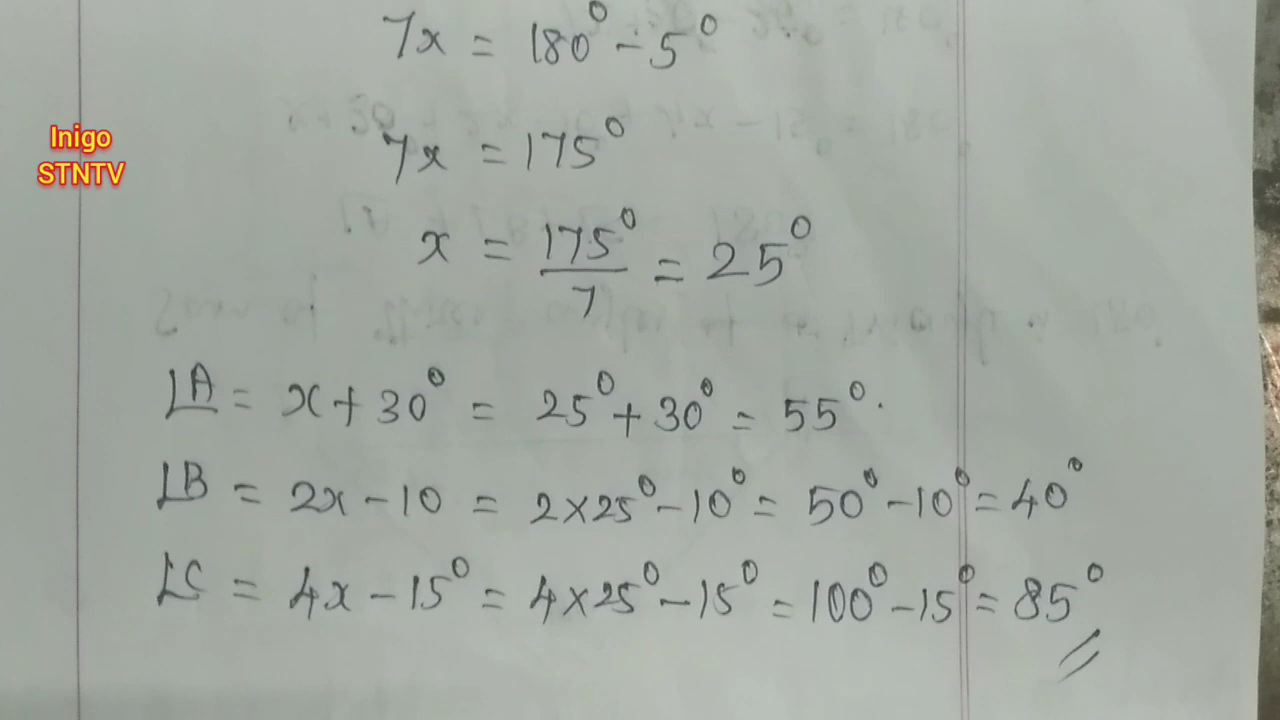 7x = 180° - 5°
Inigo
STNTV
7x = 175°
x = 175°/7 = 25°
∠A = x + 30° = 25° + 30° = 55°.
∠B = 2x - 10 = 2×25° - 10° = 50° - 10° = 40°
∠C = 4x - 15° = 4×25° - 15° = 100° - 15° = 85°